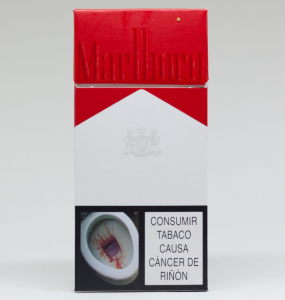 Marlboro
CONSUMIR
TABACO
CAUSA
CÁNCER DE
RIÑÓN